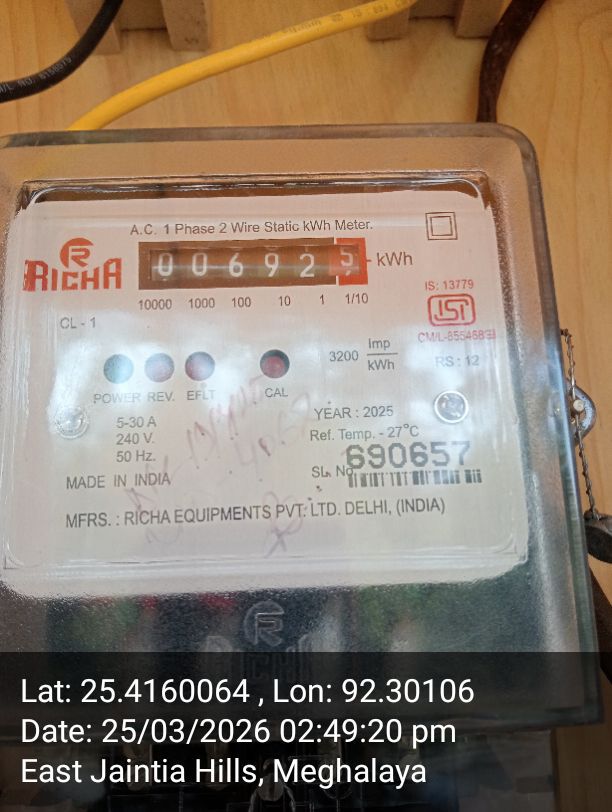 A.C. 1 Phase 2 Wire Static kWh Meter.
RICHA
0 0 6 9 2 5 kWh
10000 1000 100 10 1 1/10
IS: 13779
ISI
CL - 1
3200 Imp/kWh
RS : 12
POWER REV. EFLT CAL
5-30 A
240 V.
50 Hz.
YEAR : 2025
Ref. Temp. - 27°C
SL. No. 690657
MADE IN INDIA
MFRS. : RICHA EQUIPMENTS PVT. LTD. DELHI, (INDIA)
RICHA
Lat: 25.4160064 , Lon: 92.30106
Date: 25/03/2026 02:49:20 pm
East Jaintia Hills, Meghalaya